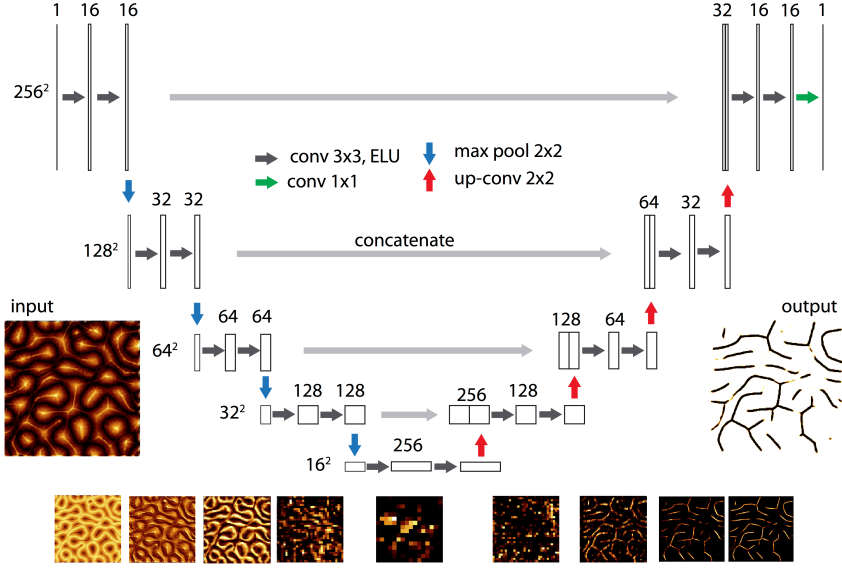 1 16 16 32 16 16 1
256²
conv 3x3, ELU max pool 2x2
conv 1x1 up-conv 2x2
32 32 64 32
128²
concatenate
input output
64 64 128 64
64²
128 128 256 128
32²
256
16²